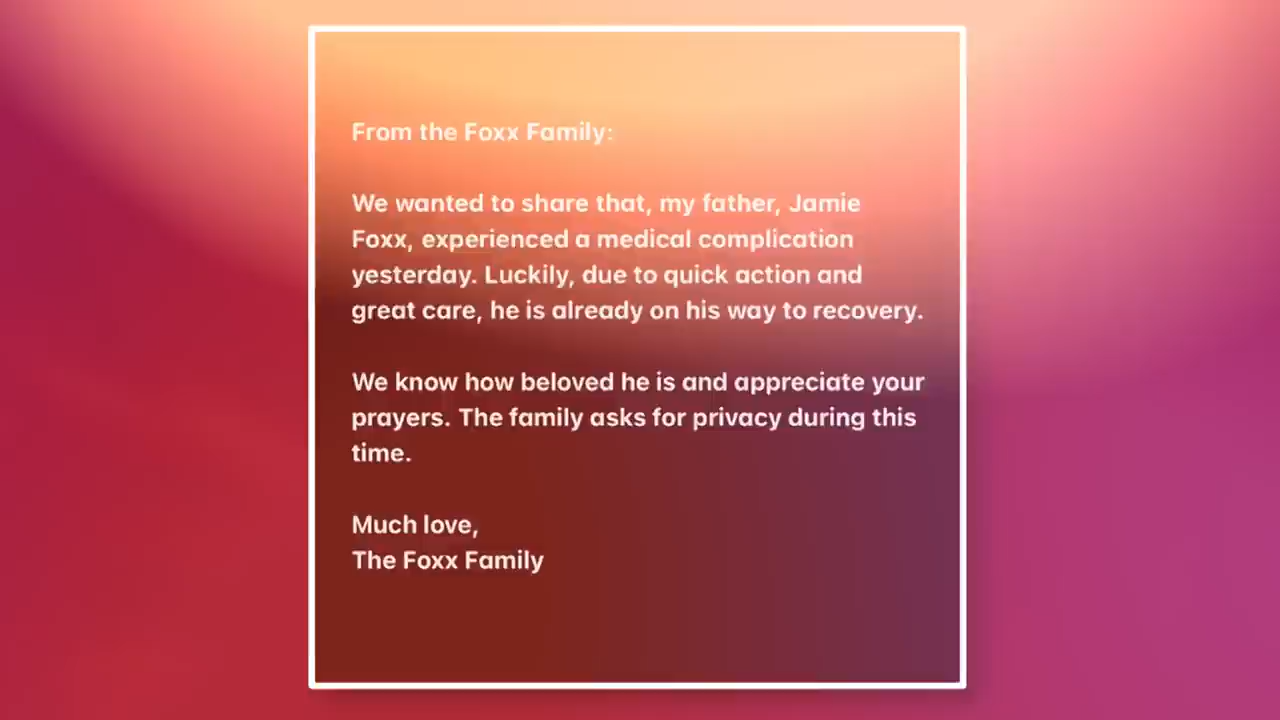 From the Foxx Family:
We wanted to share that, my father, Jamie
Foxx, experienced a medical complication
yesterday. Luckily, due to quick action and
great care, he is already on his way to recovery.
We know how beloved he is and appreciate your
prayers. The family asks for privacy during this
time.
Much love,
The Foxx Family